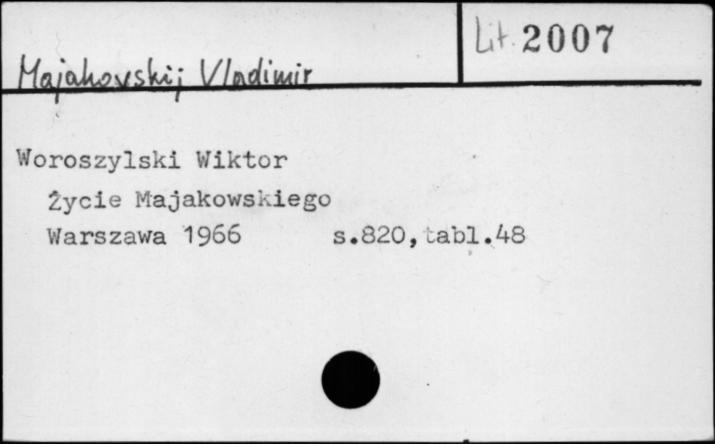 Majakovskij Vladimir
Lit. 2007
Woroszylski Wiktor
Życie Majakowskiego
Warszawa 1966 s.820,tabl.48